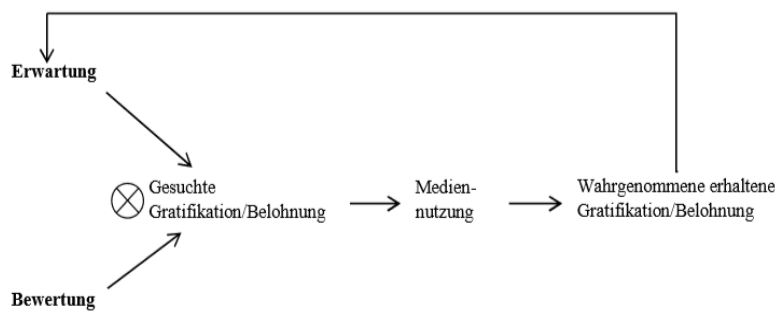 Erwartung
Gesuchte
Gratifikation/Belohnung
Medien-
nutzung
Wahrgenommene erhaltene
Gratifikation/Belohnung
Bewertung